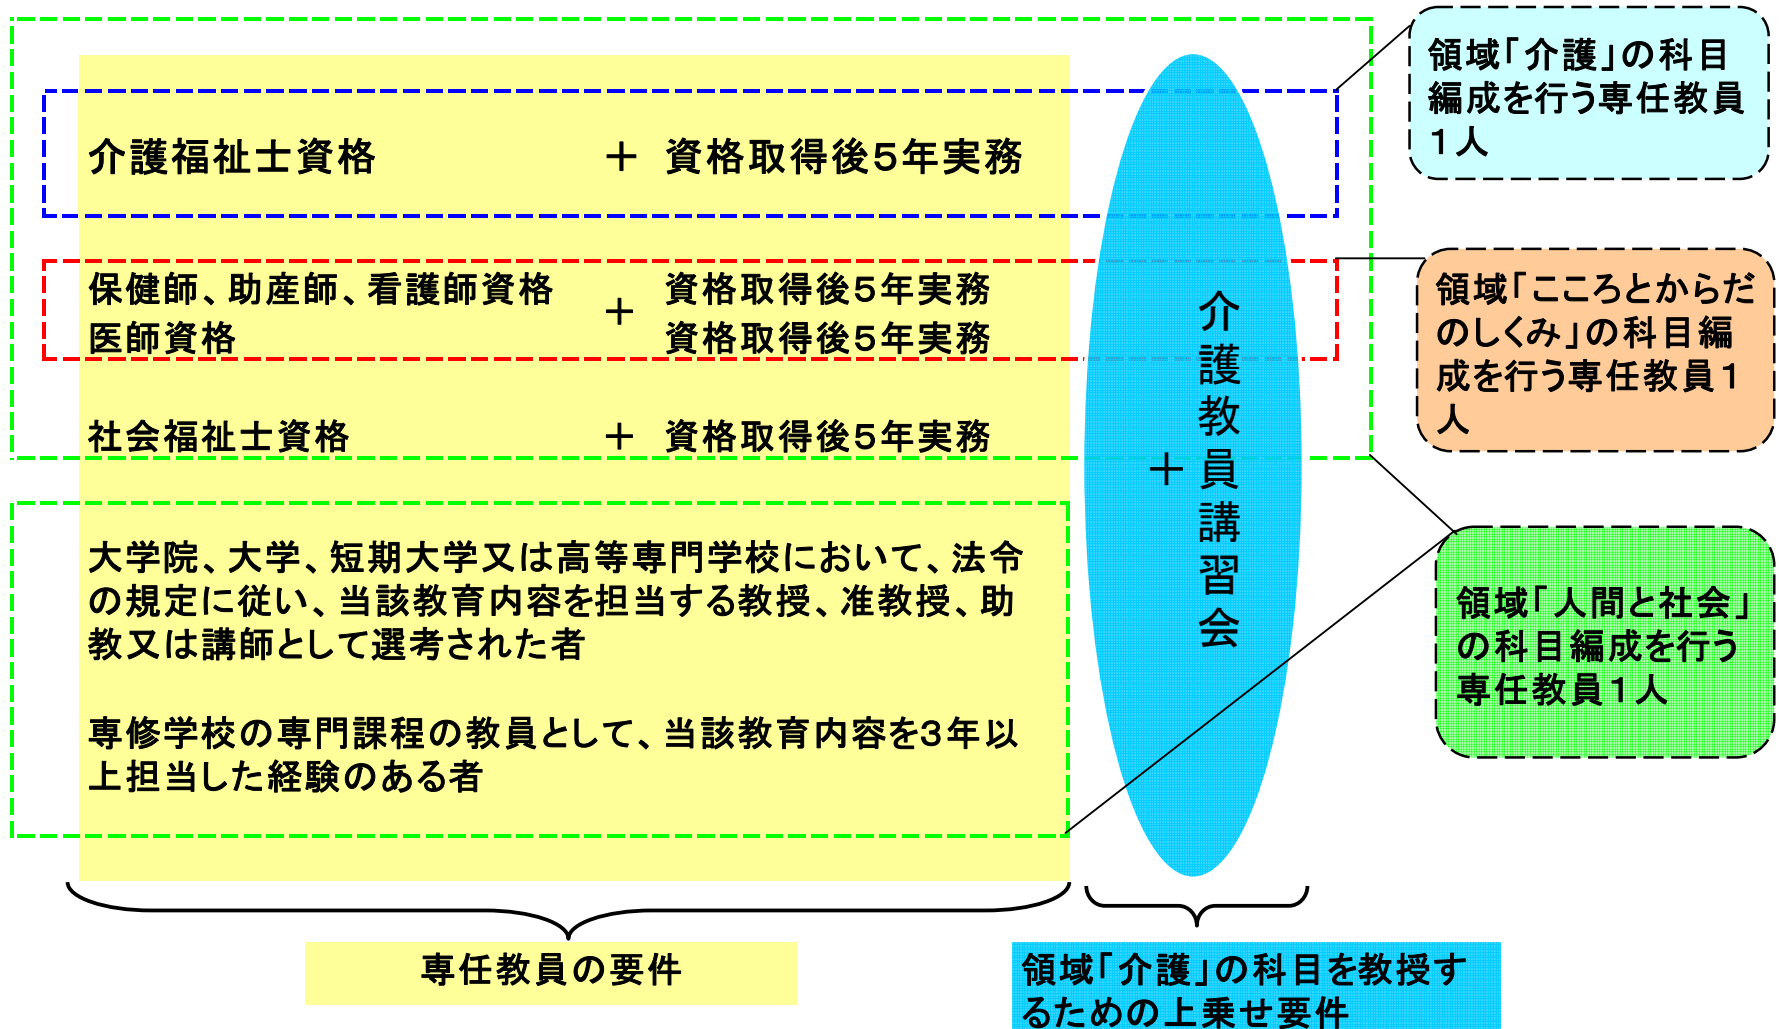 介護福祉士資格 ＋ 資格取得後５年実務
保健師、助産師、看護師資格 資格取得後５年実務
＋
医師資格 資格取得後５年実務
社会福祉士資格 ＋ 資格取得後５年実務
大学院、大学、短期大学又は高等専門学校において、法令
の規定に従い、当該教育内容を担当する教授、准教授、助
教又は講師として選考された者
専修学校の専門課程の教員として、当該教育内容を３年以
上担当した経験のある者
＋
介護教員講習会
領域「介護」の科目
編成を行う専任教員
１人
領域「こころとからだ
のしくみ」の科目編
成を行う専任教員１
人
領域「人間と社会」
の科目編成を行う
専任教員１人
専任教員の要件
領域「介護」の科目を教授す
るための上乗せ要件